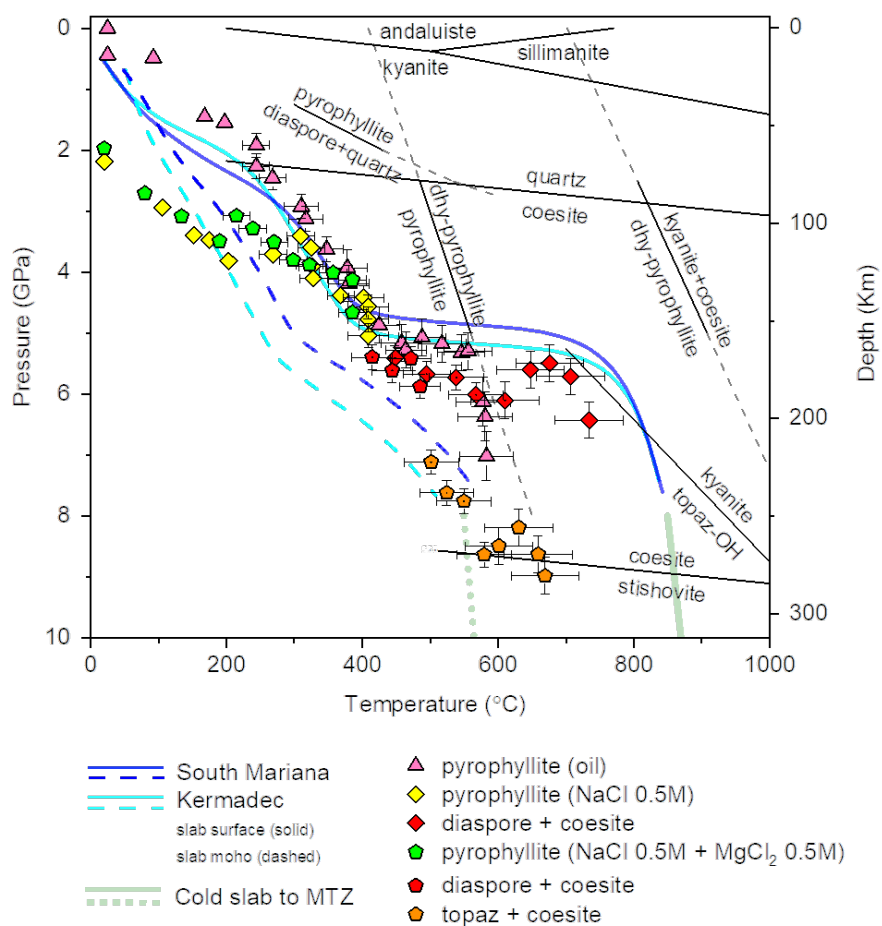 0
2
4
6
8
10
Pressure (GPa)
0
100
200
300
Depth (Km)
0
200
400
600
800
1000
Temperature (°C)
andaluiste
kyanite
sillimanite
pyrophyllite
diaspore+quartz
quartz
coesite
dhy-pyrophyllite
pyrophyllite
kyanite+coesite
dhy-pyrophyllite
kyanite
topaz-OH
coesite
stishovite
South Mariana
Kermadec
slab surface (solid)
slab moho (dashed)
Cold slab to MTZ
pyrophyllite (oil)
pyrophyllite (NaCl 0.5M)
diaspore + coesite
pyrophyllite (NaCl 0.5M + MgCl₂ 0.5M)
diaspore + coesite
topaz + coesite